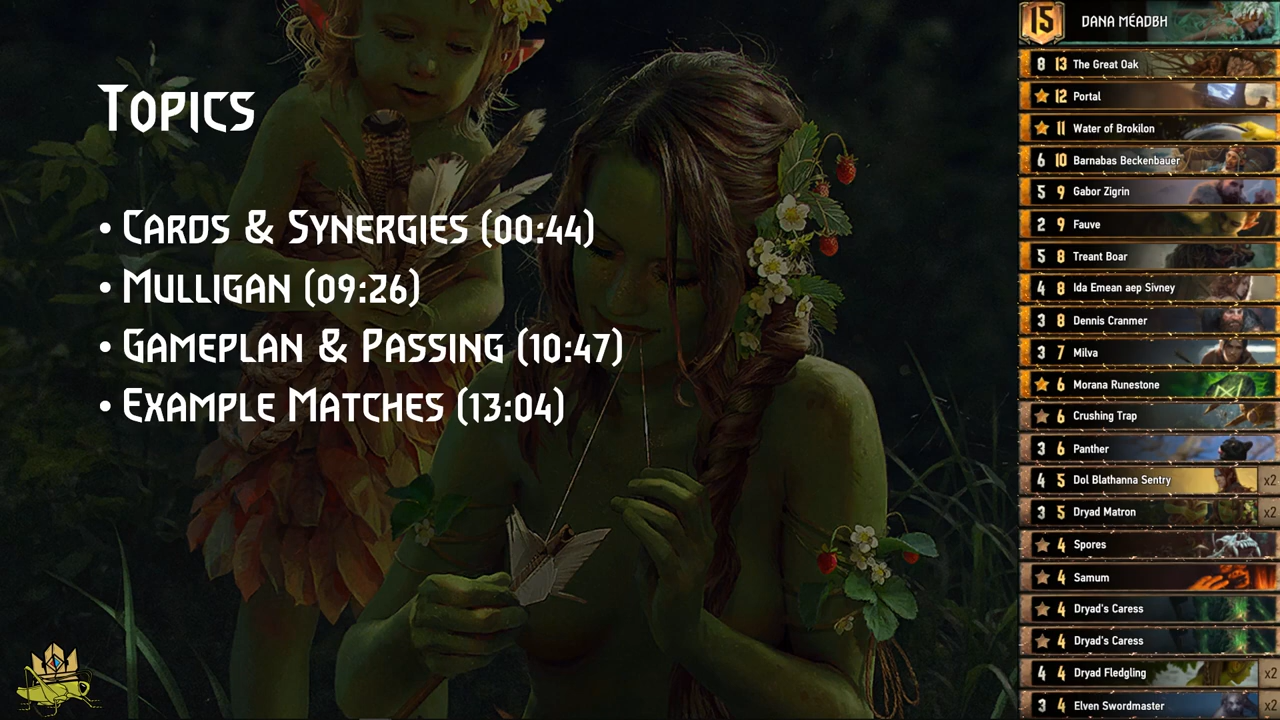 Topics
• Cards & Synergies (00:44)
• Mulligan (09:26)
• Gameplan & Passing (10:47)
• Example Matches (13:04)
15 DANA MÉADBH
8 13 The Great Oak
12 Portal
11 Water of Brokilon
6 10 Barnabas Beckenbauer
5 9 Gabor Zigrin
2 9 Fauve
5 8 Treant Boar
4 8 Ida Emean aep Sivney
3 8 Dennis Cranmer
3 7 Milva
6 Morana Runestone
6 Crushing Trap
3 6 Panther
4 5 Dol Blathanna Sentry x2
3 5 Dryad Matron x2
4 Spores
4 Samum
4 Dryad's Caress
4 Dryad's Caress
4 4 Dryad Fledgling x2
3 4 Elven Swordmaster x2